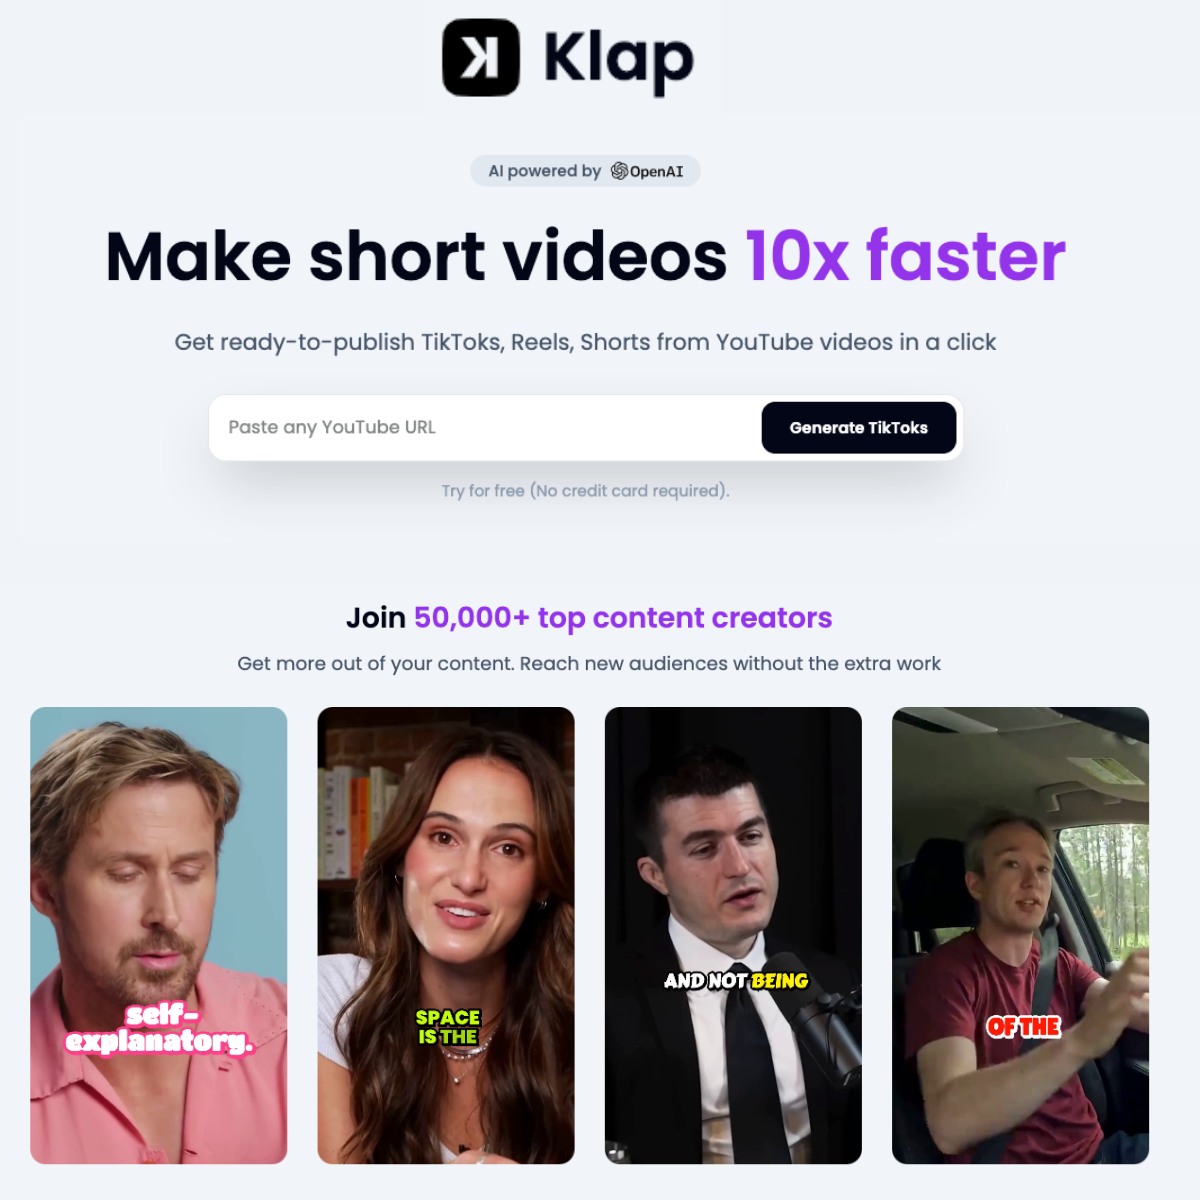 Klap
AI powered by OpenAI
Make short videos 10x faster
Get ready-to-publish TikToks, Reels, Shorts from YouTube videos in a click
Paste any YouTube URL
Generate TikToks
Try for free (No credit card required).
Join 50,000+ top content creators
Get more out of your content. Reach new audiences without the extra work
self-
explanatory.
SPACE
IS THE
AND NOT BEING
OF THE